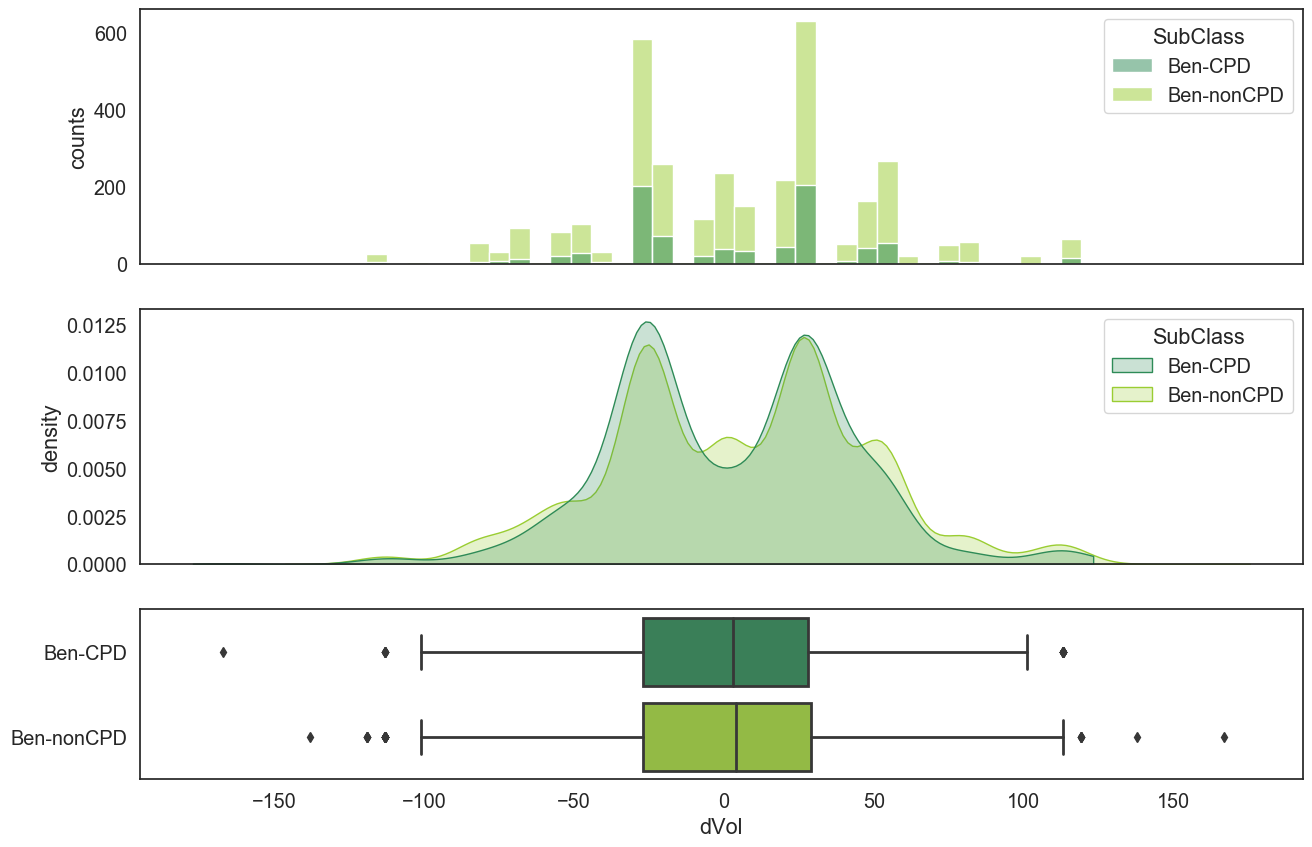 600
400
200
0
counts
SubClass
Ben-CPD
Ben-nonCPD
0.0125
0.0100
0.0075
0.0050
0.0025
0.0000
density
SubClass
Ben-CPD
Ben-nonCPD
Ben-CPD
Ben-nonCPD
−150 −100 −50 0 50 100 150
dVol